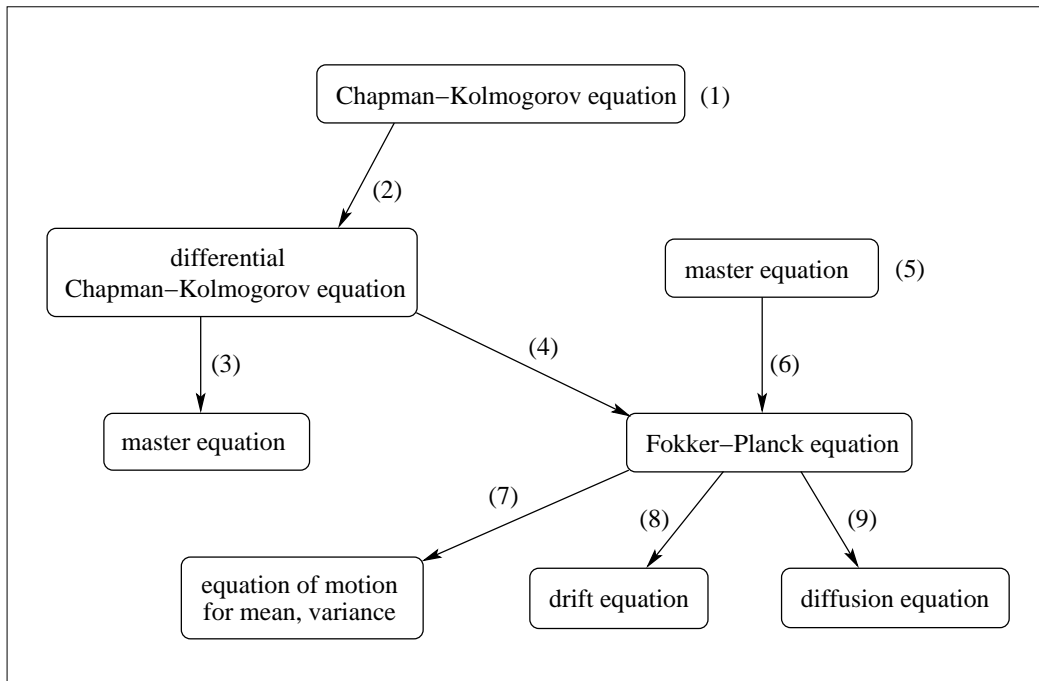 Chapman−Kolmogorov equation (1)
(2)
differential
Chapman−Kolmogorov equation
master equation (5)
(3)
(4)
(6)
master equation
Fokker−Planck equation
(7)
(8)
(9)
equation of motion
for mean, variance
drift equation
diffusion equation